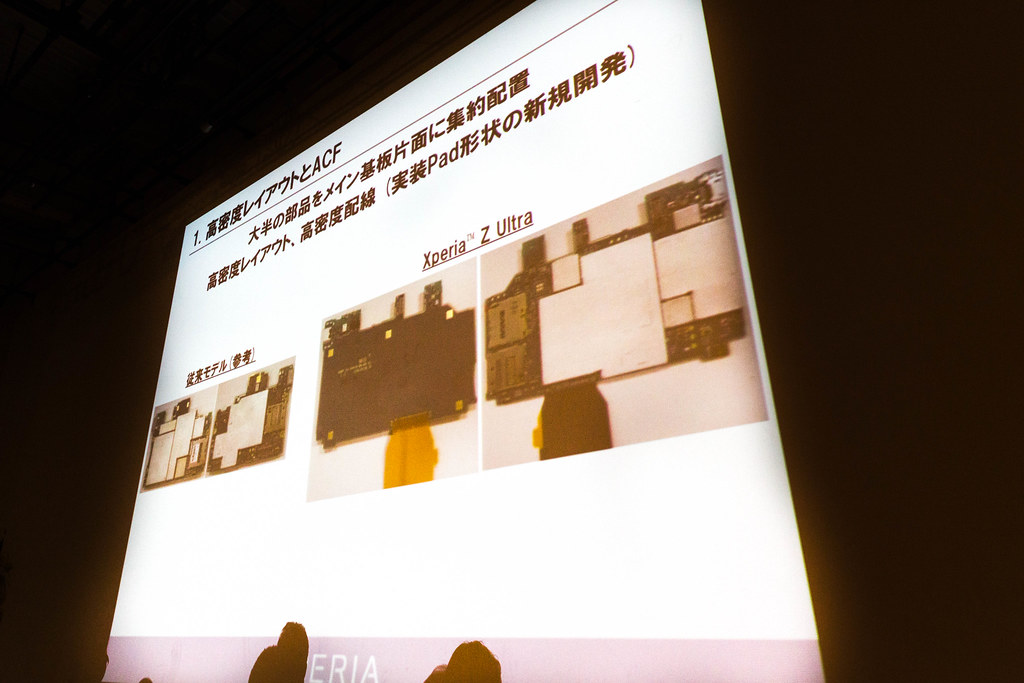 1. 高密度レイアウトとACF
大半の部品をメイン基板片面に集約配置
高密度レイアウト、高密度配線（実装Pad形状の新規開発）
Xperia™ Z Ultra
従来モデル(参考)
ERIA